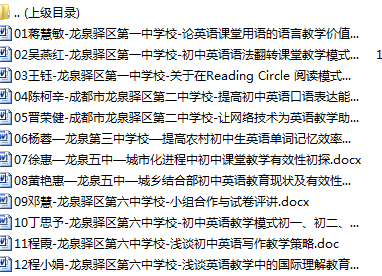 .. (上级目录)
01蒋慧敏-龙泉驿区第一中学校-论英语课堂用语的语言教学价值...
02吴燕红-龙泉驿区第一中学校-初中英语语法翻转课堂教学模式... 1
03王钰-龙泉驿区第一中学校-关于在Reading Circle 阅读模式...
04陈柯辛-成都市龙泉驿区第二中学校-提高初中英语口语表达能...
05晋荣健-成都市龙泉驿区第二中学校-让网络技术为英语教学助...
06杨蓉—龙泉第三中学校—提高农村初中生英语单词记忆效率...
07徐惠—龙泉五中—城市化进程中初中课堂教学有效性初探.docx
08黄艳惠—龙泉五中—城乡结合部初中英语教育现状及有效性...
09邓慧-龙泉驿区第六中学校-小组合作与试卷评讲.docx
10丁思予-龙泉驿区第六中学校-初中英语教学模式初一、初二、...
11程霞-龙泉驿区第六中学校-浅谈初中英语写作教学策略.doc
12程小娟-龙泉驿区第六中学校-浅谈英语教学中的国际理解教育...